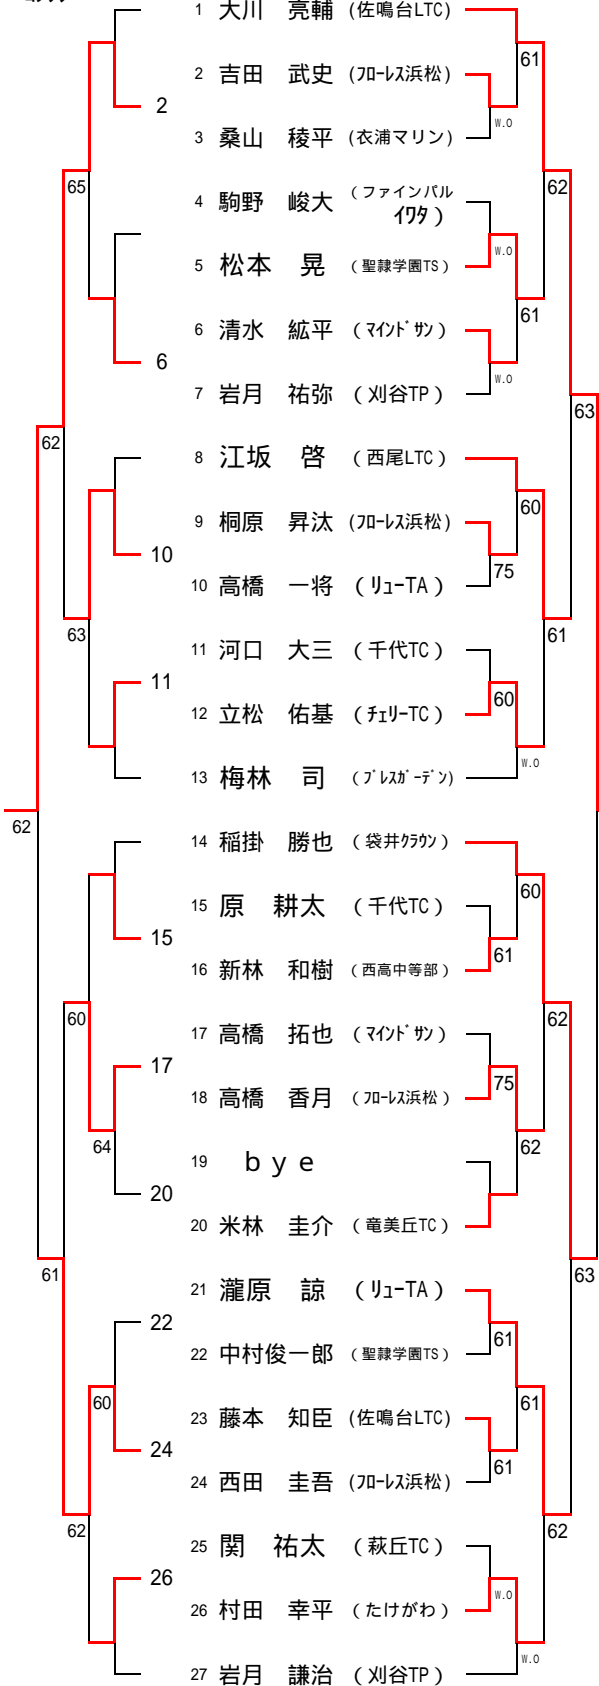 1 大川 亮輔 (佐鳴台LTC)
61
2 吉田 武史 (フローレス浜松)
2
W.O
3 桑山 稜平 (衣浦マリン)
65
62
4 駒野 峻大 (ファインパルイワタ)
W.O
5 松本 晃 (聖隷学園TS)
61
6 清水 紘平 (マインドサン)
6
W.O
7 岩月 祐弥 (刈谷TP)
63
62
8 江坂 啓 (西尾LTC)
60
9 桐原 昇汰 (フローレス浜松)
10
75
10 高橋 一将 (リューTA)
63
61
11 河口 大三 (千代TC)
11
60
12 立松 佑基 (チェリーTC)
W.O
13 梅林 司 (ブレスガーデン)
62
14 稲掛 勝也 (袋井クラウン)
60
15 原 耕太 (千代TC)
15
61
16 新林 和樹 (西高中等部)
60
62
17 高橋 拓也 (マインドサン)
17
75
18 高橋 香月 (フローレス浜松)
64
62
19 bye
20
20 米林 圭介 (竜美丘TC)
61
63
21 瀧原 諒 (リューTA)
22
61
22 中村俊一郎 (聖隷学園TS)
60
61
23 藤本 知臣 (佐鳴台LTC)
24
61
24 西田 圭吾 (フローレス浜松)
62
62
25 関 祐太 (萩丘TC)
26
W.O
26 村田 幸平 (たけがわ)
W.O
27 岩月 謙治 (刈谷TP)